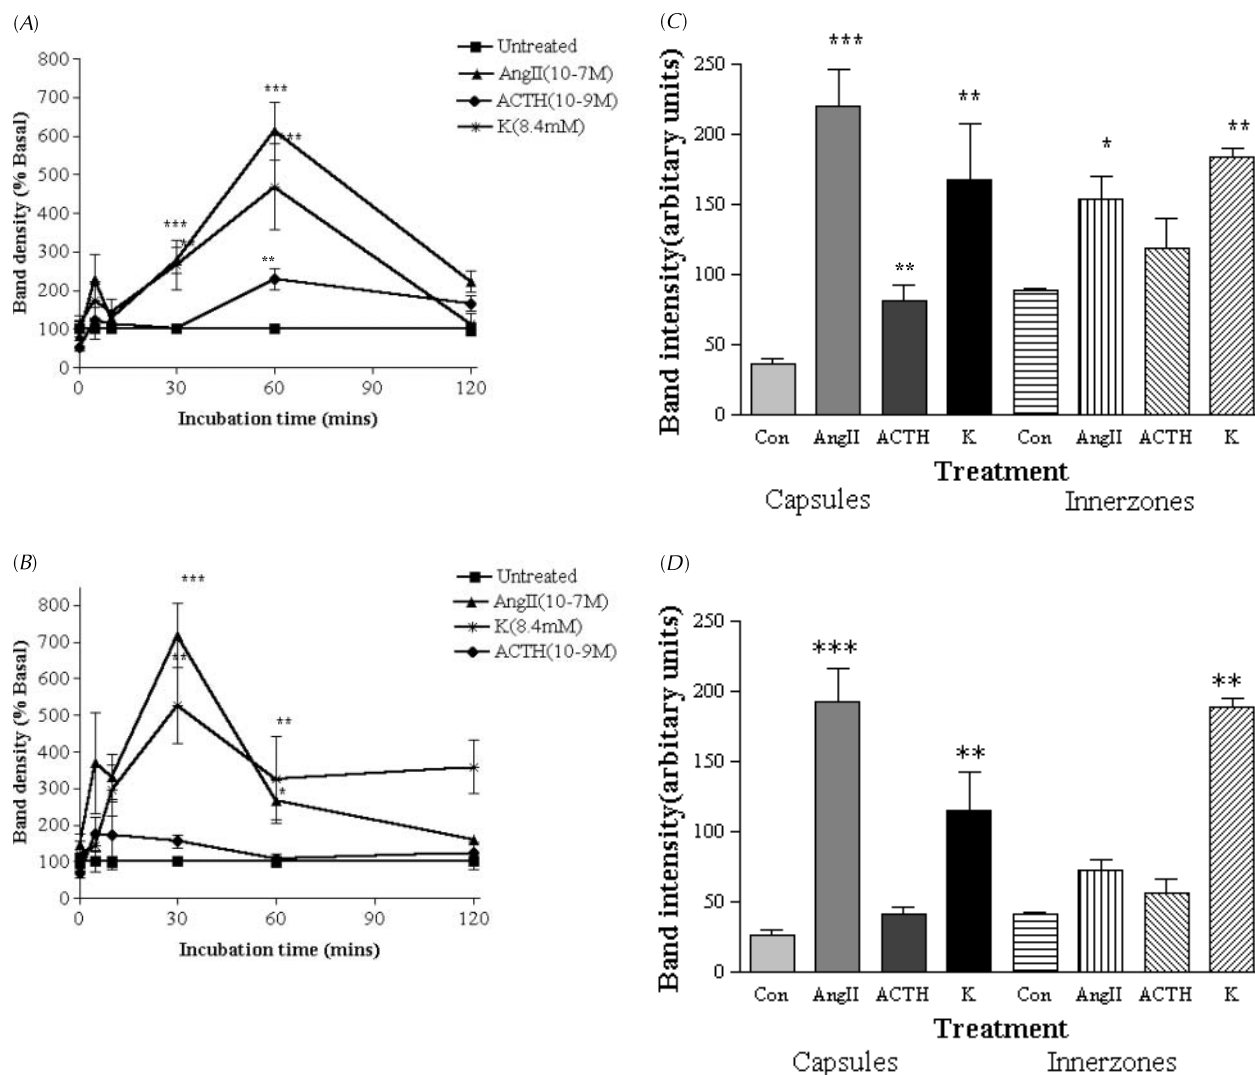 (A)
Untreated
AngII(10-7M)
ACTH(10-9M)
K(8.4mM)
Band density (% Basal)
800
700
600
500
400
300
200
100
0
***
**
***
**
**
0 30 60 90 120
Incubation time (mins)
(C)
Band intensity(arbitary units)
250
200
150
100
50
0
***
**
**
*
**
Con AngII ACTH K Con AngII ACTH K
Treatment
Capsules Innerzones
(B)
Untreated
AngII(10-7M)
K(8.4mM)
ACTH(10-9M)
Band density (% Basal)
800
700
600
500
400
300
200
100
0
***
**
**
*
0 30 60 90 120
Incubation time (mins)
(D)
Band intensity(arbitary units)
250
200
150
100
50
0
***
**
**
Con AngII ACTH K Con AngII ACTH K
Treatment
Capsules Innerzones